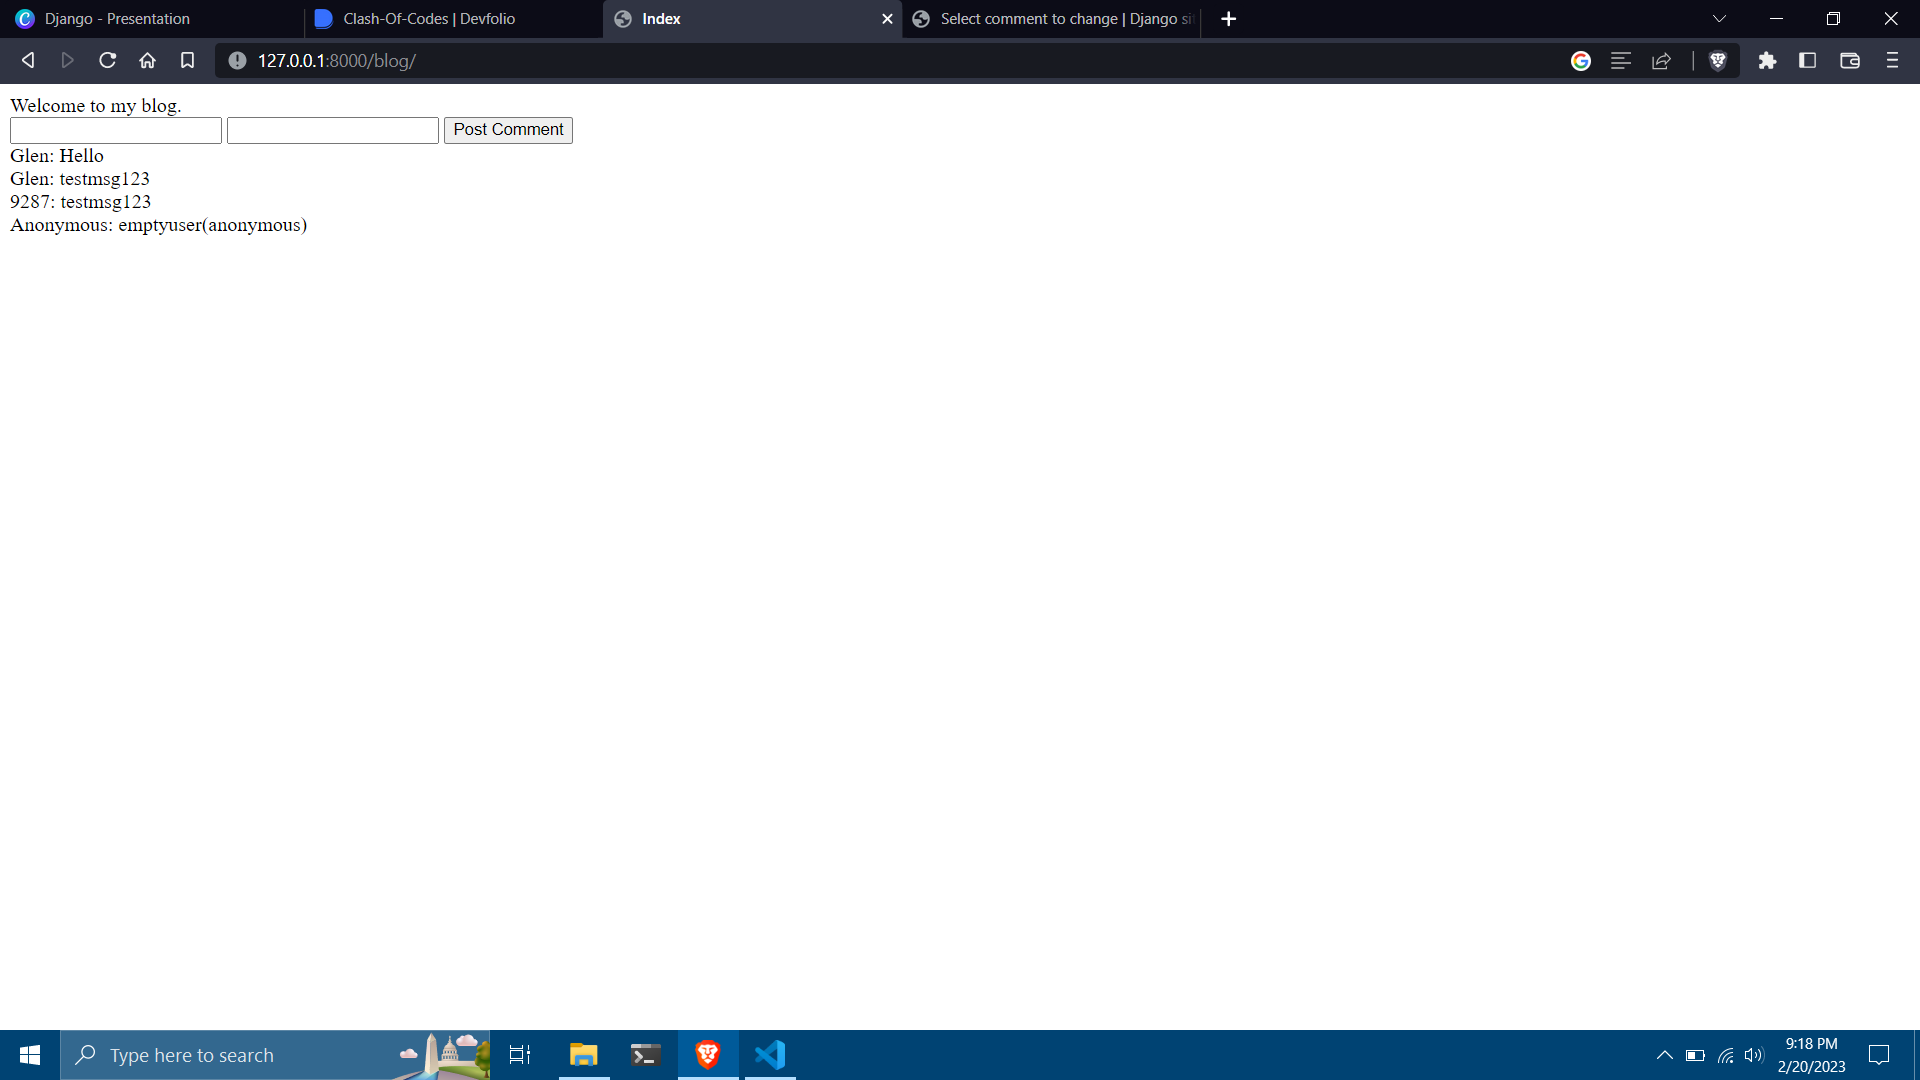 Django - Presentation
Clash-Of-Codes | Devfolio
Index
Select comment to change | Django si
127.0.0.1:8000/blog/
Welcome to my blog.
Post Comment
Glen: Hello
Glen: testmsg123
9287: testmsg123
Anonymous: emptyuser(anonymous)
Type here to search
9:18 PM
2/20/2023